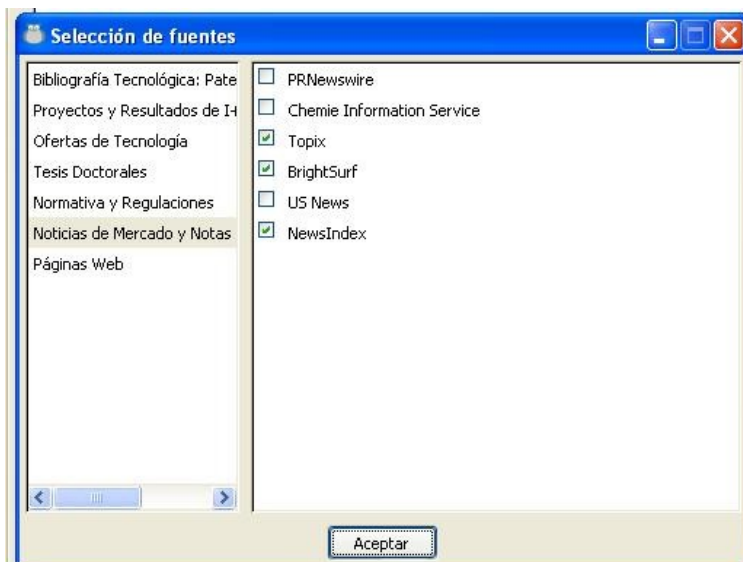 Selección de fuentes
Bibliografía Tecnológica: Pate
Proyectos y Resultados de I+
Ofertas de Tecnología
Tesis Doctorales
Normativa y Regulaciones
Noticias de Mercado y Notas
Páginas Web
PRNewswire
Chemie Information Service
Topix
BrightSurf
US News
NewsIndex
Aceptar